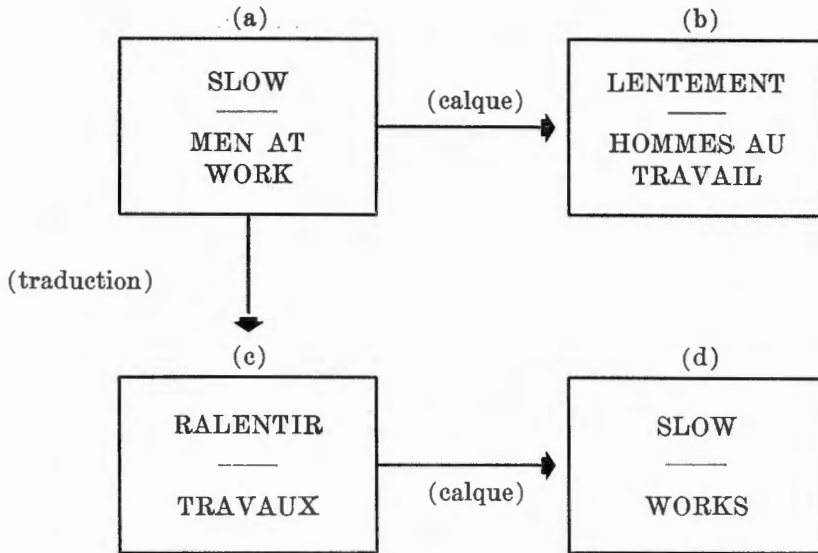 (a)
(b)
SLOW
MEN AT
WORK
(calque)
LENTEMENT
HOMMES AU
TRAVAIL
(traduction)
(c)
(d)
RALENTIR
TRAVAUX
(calque)
SLOW
WORKS